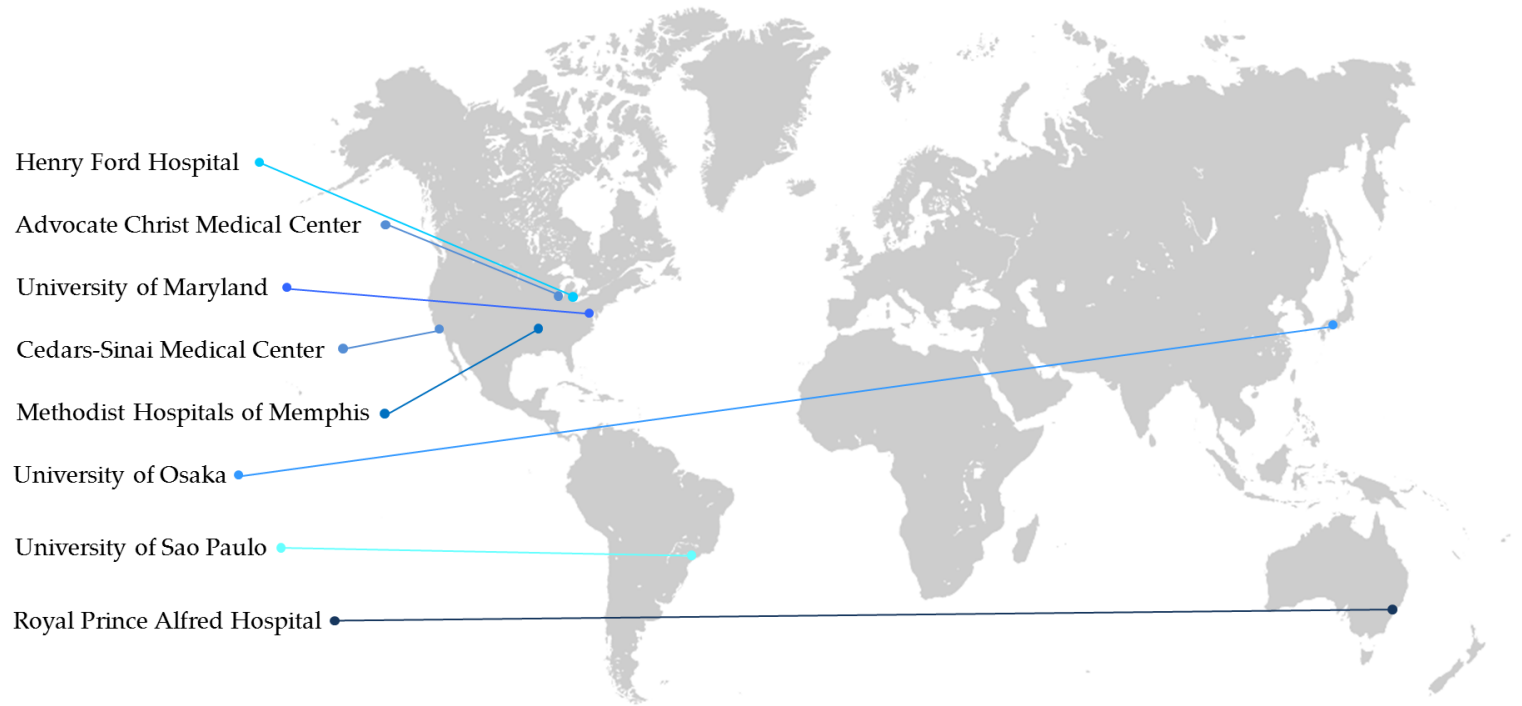 Henry Ford Hospital
Advocate Christ Medical Center
University of Maryland
Cedars-Sinai Medical Center
Methodist Hospitals of Memphis
University of Osaka
University of Sao Paulo
Royal Prince Alfred Hospital